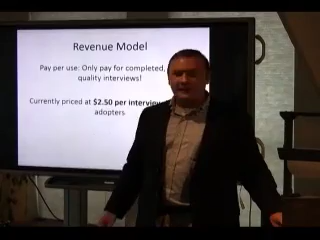 Revenue Model
Pay per use: Only pay for completed,
quality interviews!
Currently priced at $2.50 per interview
adopters